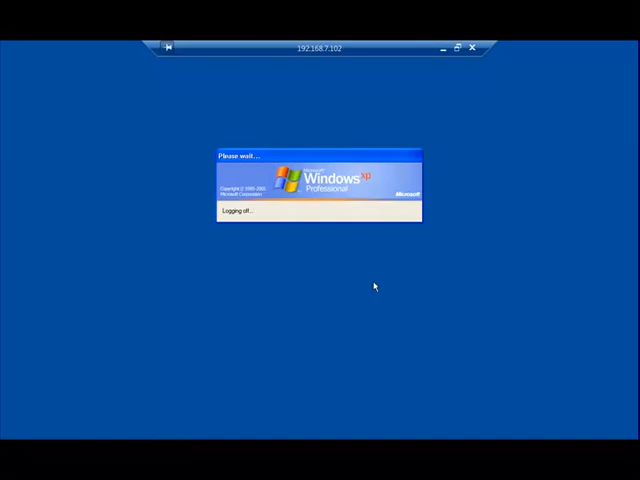 192.168.7.102
Please wait...
Microsoft
Windows xp
Professional
Copyright © 1985-2001
Microsoft Corporation
Microsoft
Logging off...